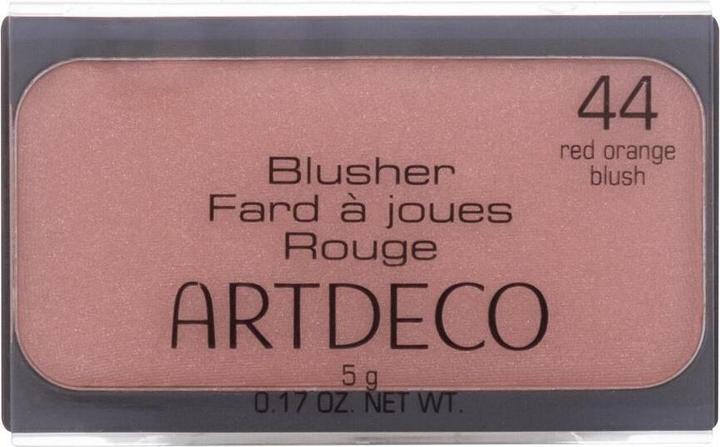 44
red orange
blush
Blusher
Fard à joues
Rouge
ARTDECO
5 g
0.17 OZ. NET WT.